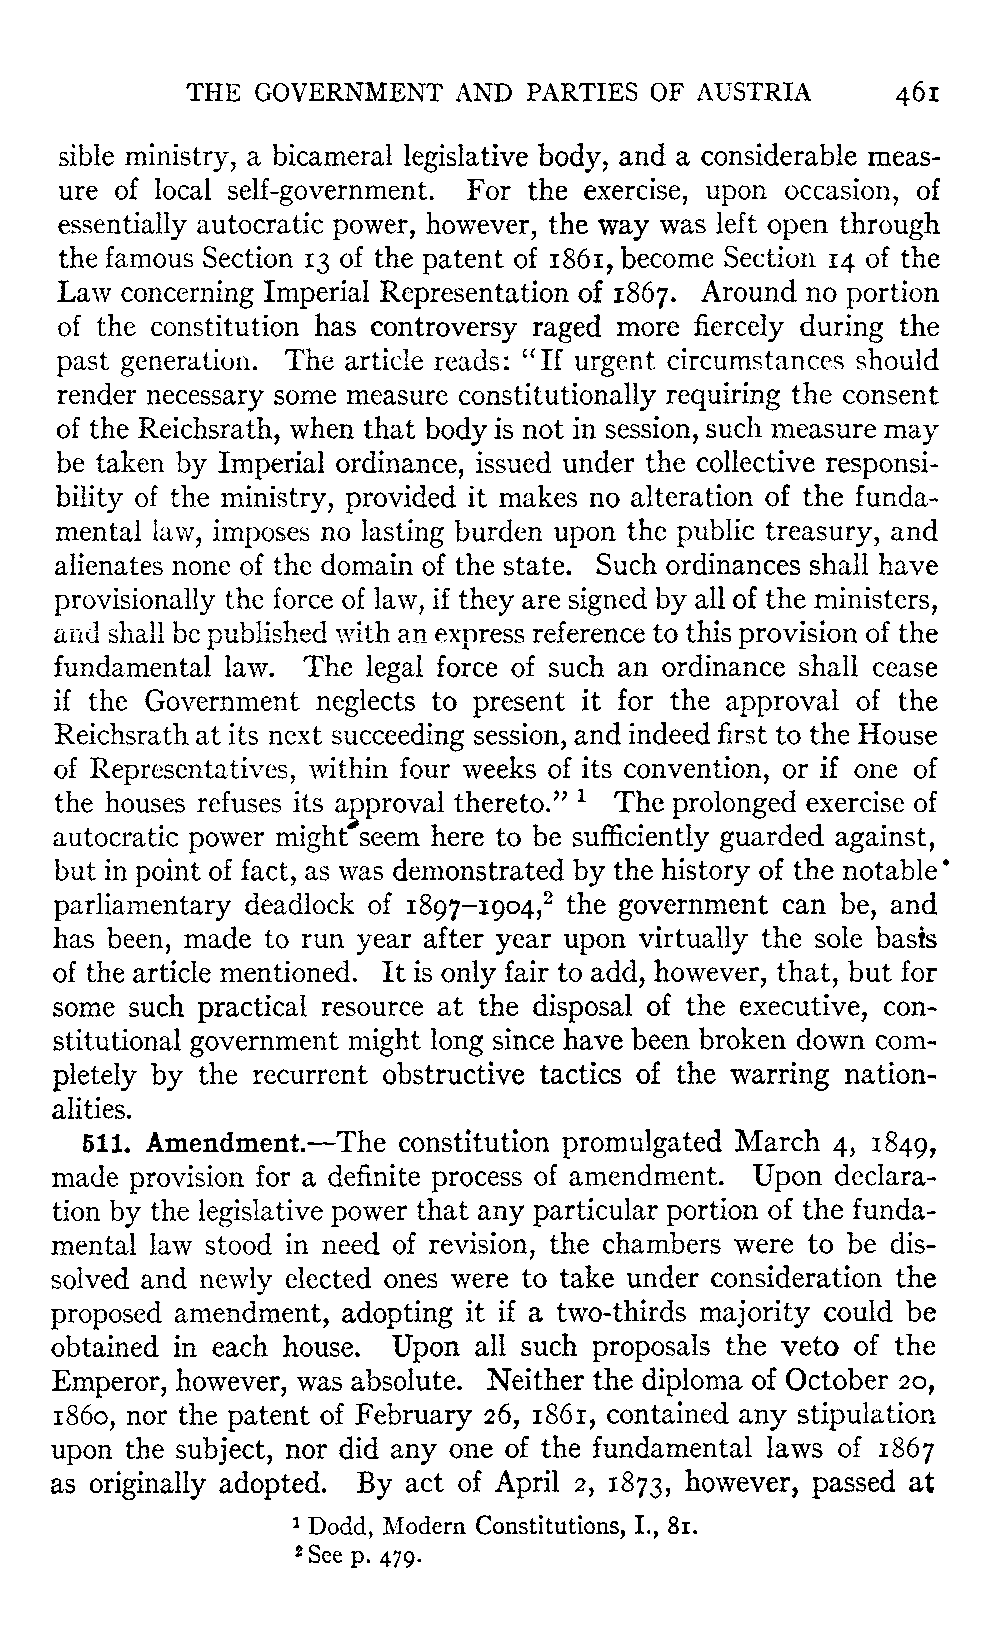 THE GOVERNMENT AND PARTIES OF AUSTRIA 461
sible ministry, a bicameral legislative body, and a considerable meas-
ure of local self-government. For the exercise, upon occasion, of
essentially autocratic power, however, the way was left open through
the famous Section 13 of the patent of 1861, become Section 14 of the
Law concerning Imperial Representation of 1867. Around no portion
of the constitution has controversy raged more fiercely during the
past generation. The article reads: "If urgent circumstances should
render necessary some measure constitutionally requiring the consent
of the Reichsrath, when that body is not in session, such measure may
be taken by Imperial ordinance, issued under the collective responsi-
bility of the ministry, provided it makes no alteration of the funda-
mental law, imposes no lasting burden upon the public treasury, and
alienates none of the domain of the state. Such ordinances shall have
provisionally the force of law, if they are signed by all of the ministers,
and shall be published with an express reference to this provision of the
fundamental law. The legal force of such an ordinance shall cease
if the Government neglects to present it for the approval of the
Reichsrath at its next succeeding session, and indeed first to the House
of Representatives, within four weeks of its convention, or if one of
the houses refuses its approval thereto." 1 The prolonged exercise of
autocratic power might seem here to be sufficiently guarded against,
but in point of fact, as was demonstrated by the history of the notable
parliamentary deadlock of 1897–1904,2 the government can be, and
has been, made to run year after year upon virtually the sole basis
of the article mentioned. It is only fair to add, however, that, but for
some such practical resource at the disposal of the executive, con-
stitutional government might long since have been broken down com-
pletely by the recurrent obstructive tactics of the warring nation-
alities.
511. Amendment.—The constitution promulgated March 4, 1849,
made provision for a definite process of amendment. Upon declara-
tion by the legislative power that any particular portion of the funda-
mental law stood in need of revision, the chambers were to be dis-
solved and newly elected ones were to take under consideration the
proposed amendment, adopting it if a two-thirds majority could be
obtained in each house. Upon all such proposals the veto of the
Emperor, however, was absolute. Neither the diploma of October 20,
1860, nor the patent of February 26, 1861, contained any stipulation
upon the subject, nor did any one of the fundamental laws of 1867
as originally adopted. By act of April 2, 1873, however, passed at
1 Dodd, Modern Constitutions, I., 81.
2 See p. 479.